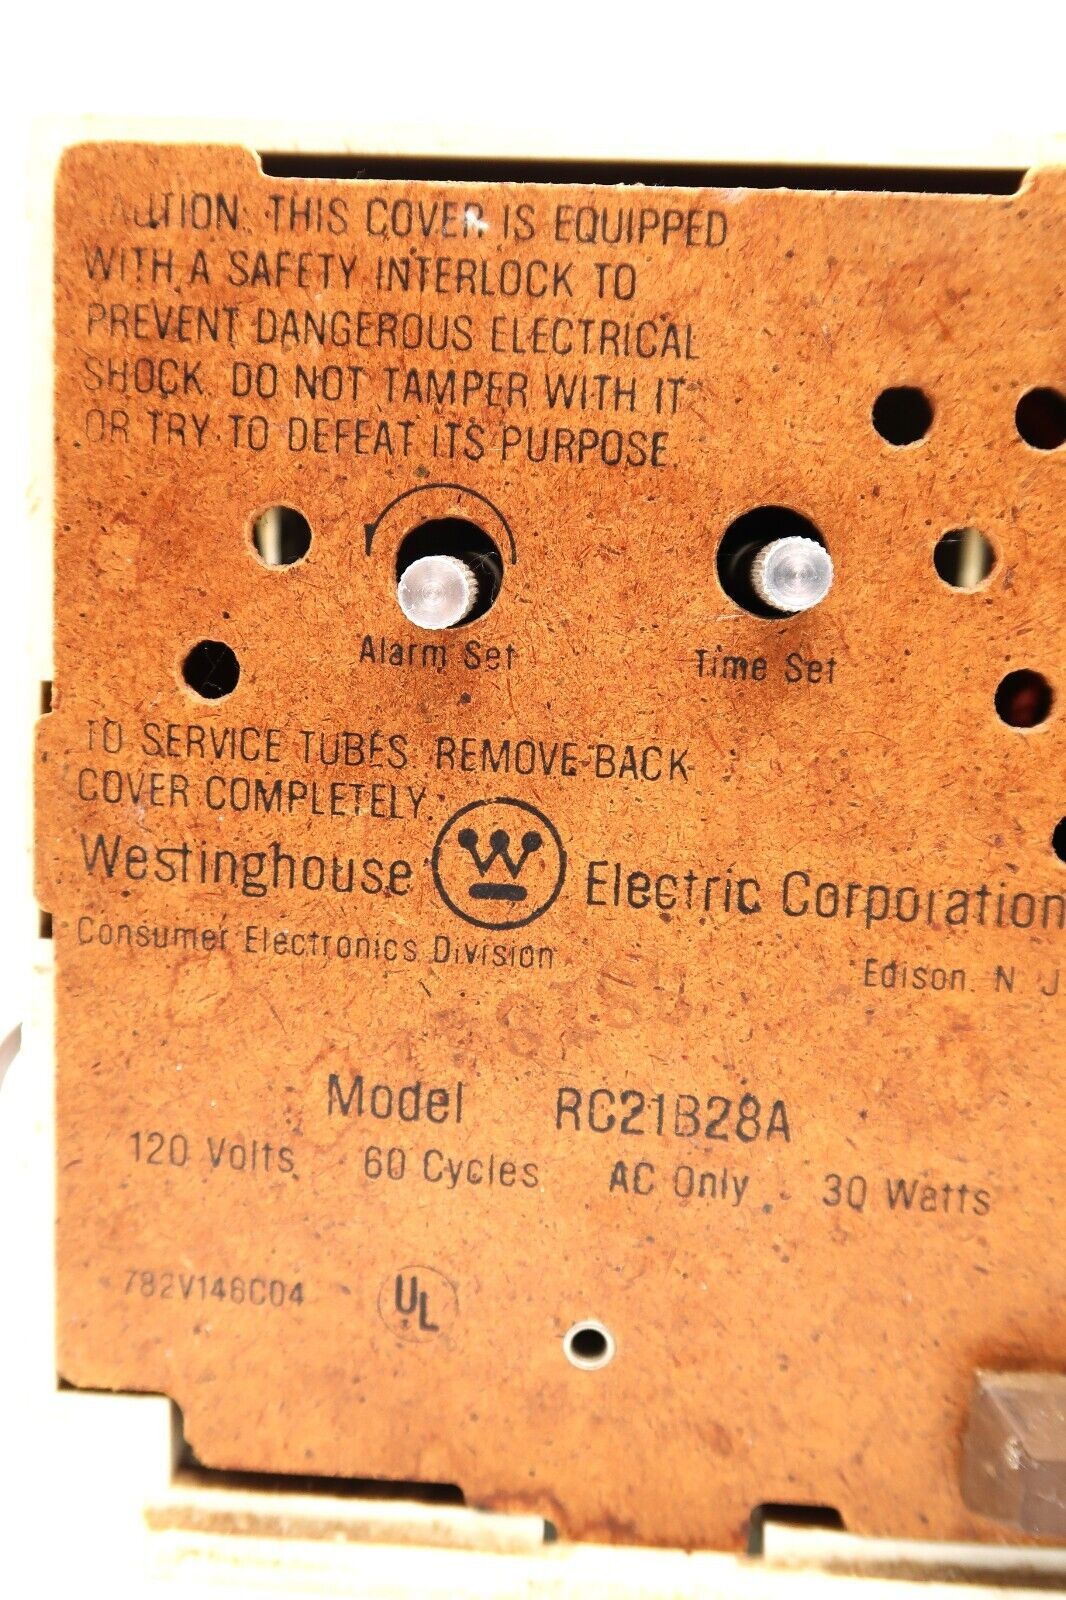 CAUTION: THIS COVER IS EQUIPPED
WITH A SAFETY INTERLOCK TO
PREVENT DANGEROUS ELECTRICAL
SHOCK. DO NOT TAMPER WITH IT
OR TRY TO DEFEAT ITS PURPOSE.
Alarm Set
Time Set
TO SERVICE TUBES REMOVE BACK
COVER COMPLETELY.
Westinghouse W Electric Corporation
Consumer Electronics Division
Edison, N. J
Model RC21B28A
120 Volts 60 Cycles AC Only 30 Watts
782V146C04
UL